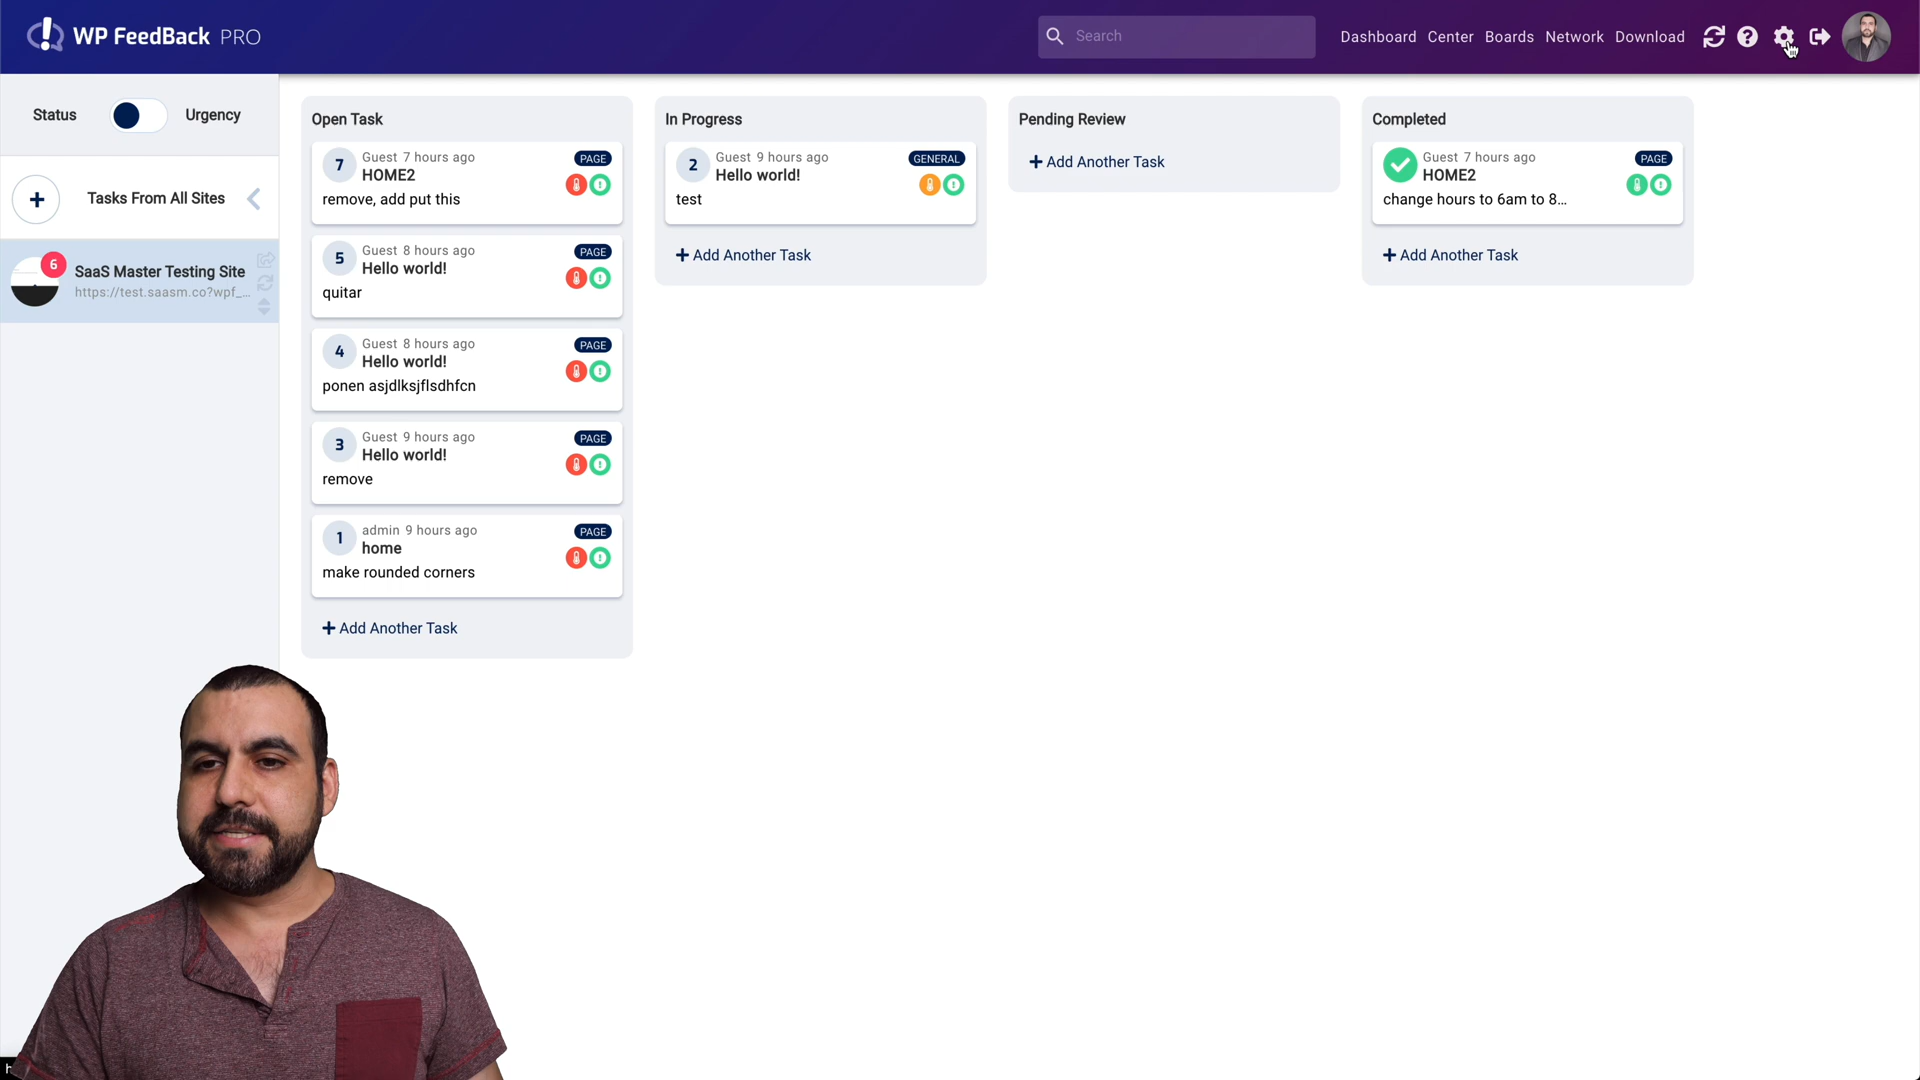 WP FeedBack PRO
Search
Dashboard Center Boards Network Download
Status Urgency
Tasks From All Sites
6
SaaS Master Testing Site
https://test.saasm.co?wpf_...
Open Task
7 Guest 7 hours ago PAGE
HOME2
remove, add put this
5 Guest 8 hours ago PAGE
Hello world!
quitar
4 Guest 8 hours ago PAGE
Hello world!
ponen asjdlksjflsdhfcn
3 Guest 9 hours ago PAGE
Hello world!
remove
1 admin 9 hours ago PAGE
home
make rounded corners
+ Add Another Task
In Progress
2 Guest 9 hours ago GENERAL
Hello world!
test
+ Add Another Task
Pending Review
+ Add Another Task
Completed
Guest 7 hours ago PAGE
HOME2
change hours to 6am to 8...
+ Add Another Task